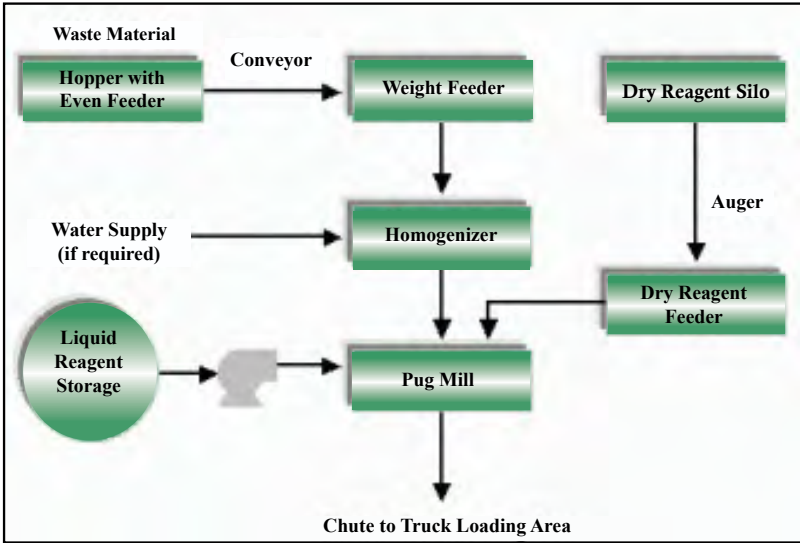 Waste Material
Hopper with
Even Feeder
Conveyor
Weight Feeder
Dry Reagent Silo
Auger
Water Supply
(if required)
Homogenizer
Dry Reagent
Feeder
Liquid
Reagent
Storage
Pug Mill
Chute to Truck Loading Area